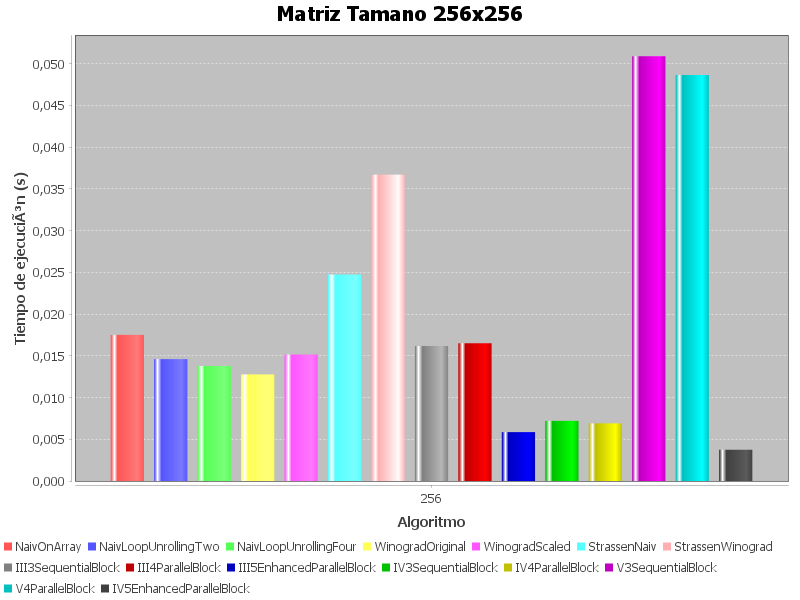 Matriz Tamano 256x256
Tiempo de ejecuciÃ³n (s)
0,050
0,045
0,040
0,035
0,030
0,025
0,020
0,015
0,010
0,005
0,000
256
Algoritmo
NaivOnArray NaivLoopUnrollingTwo NaivLoopUnrollingFour WinogradOriginal WinogradScaled StrassenNaiv StrassenWinograd
III3SequentialBlock III4ParallelBlock III5EnhancedParallelBlock IV3SequentialBlock IV4ParallelBlock V3SequentialBlock
V4ParallelBlock IV5EnhancedParallelBlock